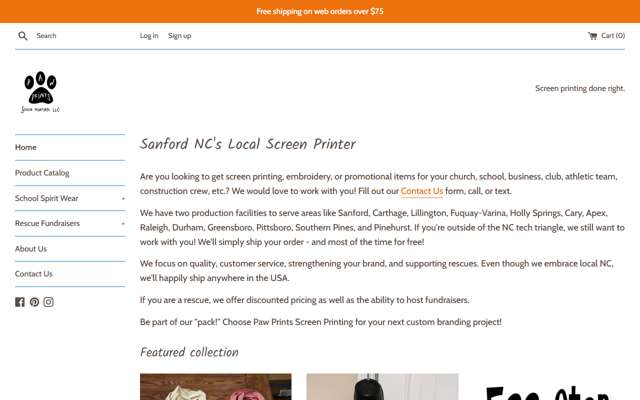 Free shipping on web orders over $75
Search
Log in
Sign up
Cart (0)
PAW
PRINTS
Screen printing done right.
Home
Product Catalog
School Spirit Wear
Rescue Fundraisers
About Us
Contact Us
Sanford NC's Local Screen Printer
Are you looking to get screen printing, embroidery, or promotional items for your church, school, business, club, athletic team,
construction crew, etc.? We would love to work with you! Fill out our Contact Us form, call, or text.
We have two production facilities to serve areas like Sanford, Carthage, Lillington, Fuquay-Varina, Holly Springs, Cary, Apex,
Raleigh, Durham, Greensboro, Pittsboro, Southern Pines, and Pinehurst. If you're outside of the NC tech triangle, we still want to
work with you! We'll simply ship your order - and most of the time for free!
We focus on quality, customer service, strengthening your brand, and supporting rescues. Even though we embrace local NC,
we'll happily ship anywhere in the USA.
If you are a rescue, we offer discounted pricing as well as the ability to host fundraisers.
Be part of our "pack!" Choose Paw Prints Screen Printing for your next custom branding project!
Featured collection